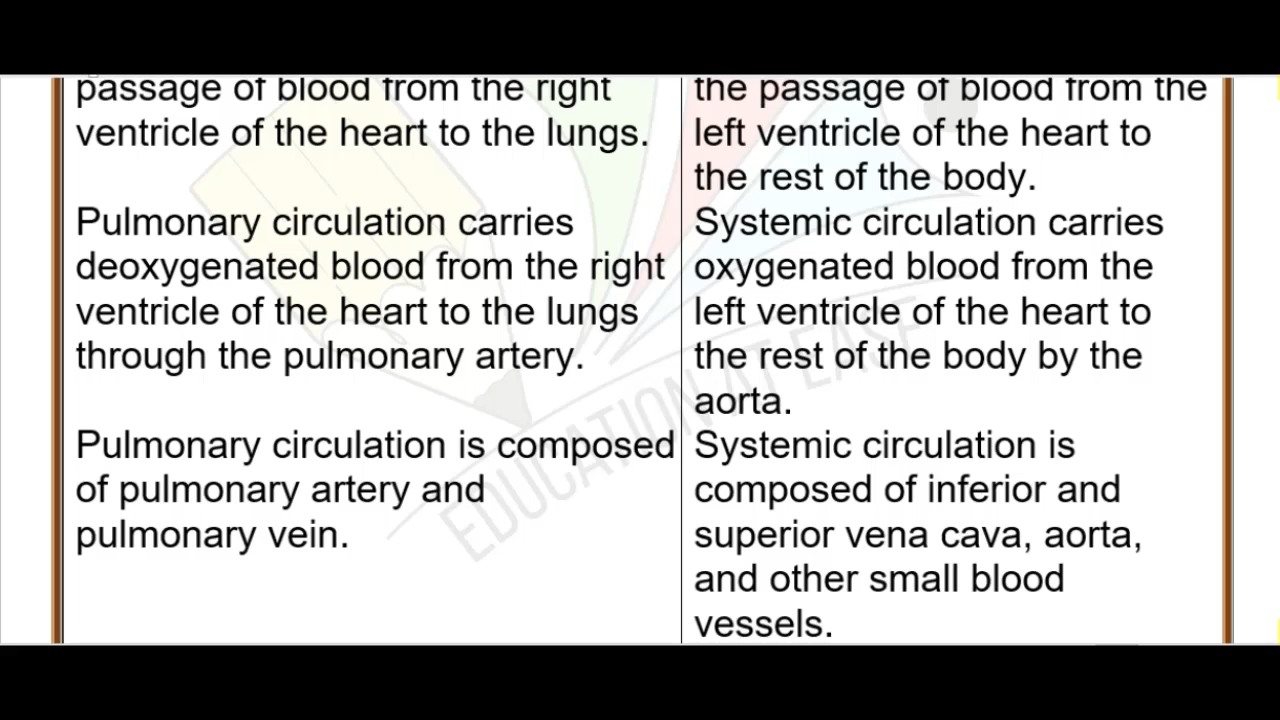 passage of blood from the right
ventricle of the heart to the lungs.
Pulmonary circulation carries
deoxygenated blood from the right
ventricle of the heart to the lungs
through the pulmonary artery.
Pulmonary circulation is composed
of pulmonary artery and
pulmonary vein.
the passage of blood from the
left ventricle of the heart to
the rest of the body.
Systemic circulation carries
oxygenated blood from the
left ventricle of the heart to
the rest of the body by the
aorta.
Systemic circulation is
composed of inferior and
superior vena cava, aorta,
and other small blood
vessels.
EDUCATION AT EASE